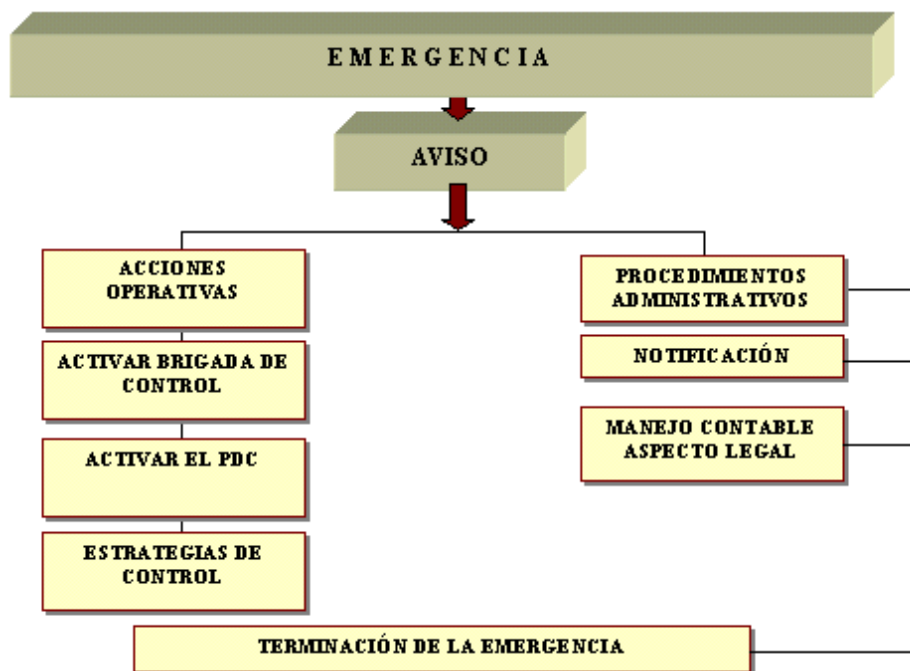 EMERGENCIA
AVISO
ACCIONES
OPERATIVAS
ACTIVAR BRIGADA DE
CONTROL
ACTIVAR EL PDC
ESTRATEGIAS DE
CONTROL
PROCEDIMIENTOS
ADMINISTRATIVOS
NOTIFICACIÓN
MANEJO CONTABLE
ASPECTO LEGAL
TERMINACIÓN DE LA EMERGENCIA